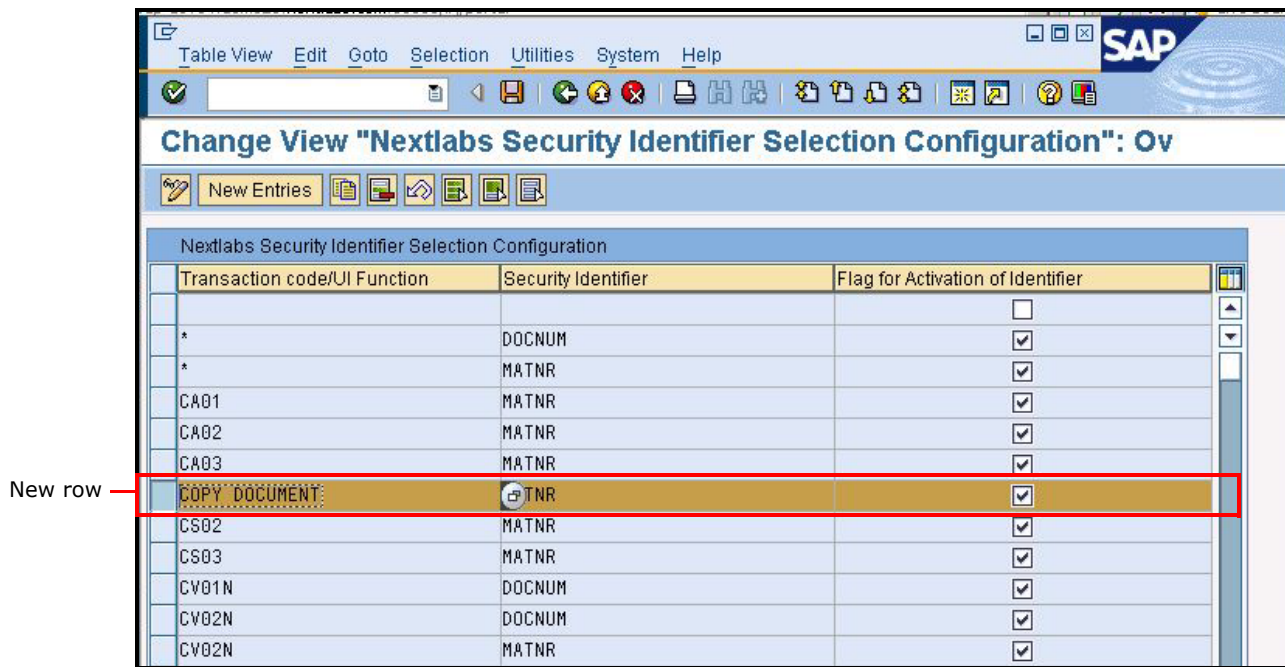 Table View Edit Goto Selection Utilities System Help
SAP
Change View "Nextlabs Security Identifier Selection Configuration": Ov
New Entries
Nextlabs Security Identifier Selection Configuration
Transaction code/UI Function Security Identifier Flag for Activation of Identifier
* DOCNUM
* MATNR
CA01 MATNR
CA02 MATNR
CA03 MATNR
New row COPY DOCUMENT TNR
CS02 MATNR
CS03 MATNR
CV01N DOCNUM
CV02N DOCNUM
CV02N MATNR